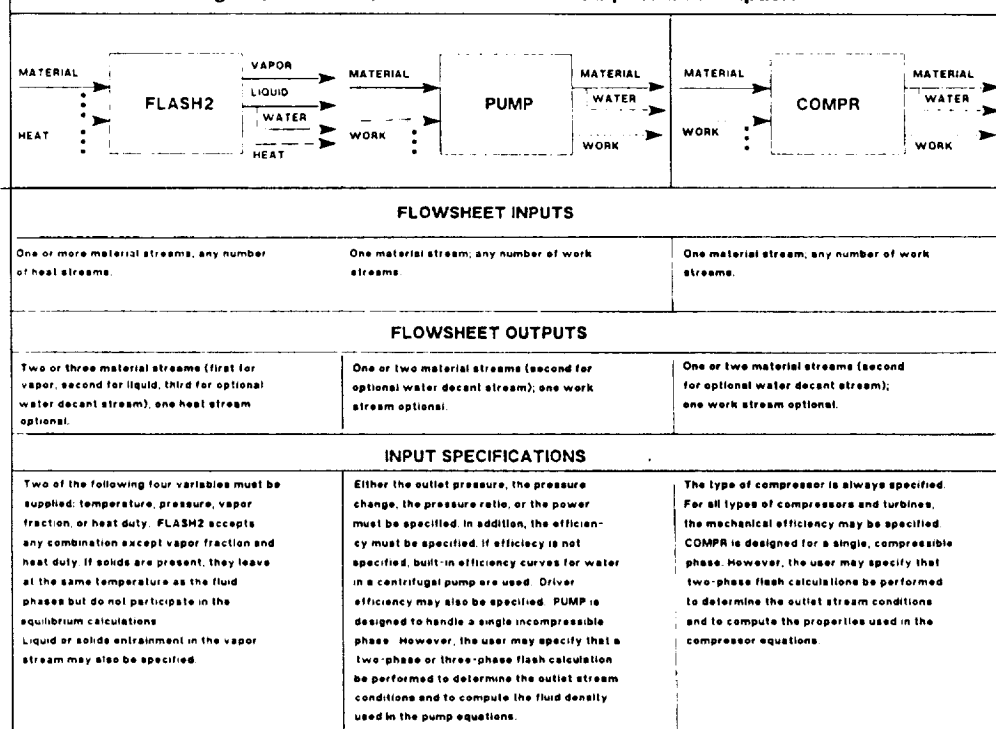 MATERIAL
HEAT
FLASH2
VAPOR
LIQUID
WATER
HEAT
MATERIAL
WORK
PUMP
MATERIAL
WATER
WORK
MATERIAL
WORK
COMPR
MATERIAL
WATER
WORK
FLOWSHEET INPUTS
One or more material streams, any number
of heat streams.
One material stream; any number of work
streams.
One material stream, any number of work
streams.
FLOWSHEET OUTPUTS
Two or three material streams (first for
vapor, second for liquid, third for optional
water decant stream), one heat stream
optional.
One or two material streams (second for
optional water decant stream); one work
stream optional.
One or two material streams (second
for optional water decant stream);
one work stream optional.
INPUT SPECIFICATIONS
Two of the following four variables must be
supplied: temperature, pressure, vapor
fraction, or heat duty. FLASH2 accepts
any combination except vapor fraction and
heat duty. If solids are present, they leave
at the same temperature as the fluid
phases but do not participate in the
equilibrium calculations
Liquid or solids entrainment in the vapor
stream may also be specified.
Either the outlet pressure, the pressure
change, the pressure ratio, or the power
must be specified. In addition, the efficien-
cy must be specified. If efficiecy is not
specified, built-in efficiency curves for water
in a centrifugal pump are used. Driver
efficiency may also be specified. PUMP is
designed to handle a single incompressible
phase. However, the user may specify that a
two-phase or three-phase flash calculation
be performed to determine the outlet stream
conditions and to compute the fluid density
used in the pump equations.
The type of compressor is always specified.
For all types of compressors and turbines,
the mechanical efficiency may be specified.
COMPR is designed for a single, compressible
phase. However, the user may specify that
two-phase flash calculations be performed
to determine the outlet stream conditions
and to compute the properties used in the
compressor equations.